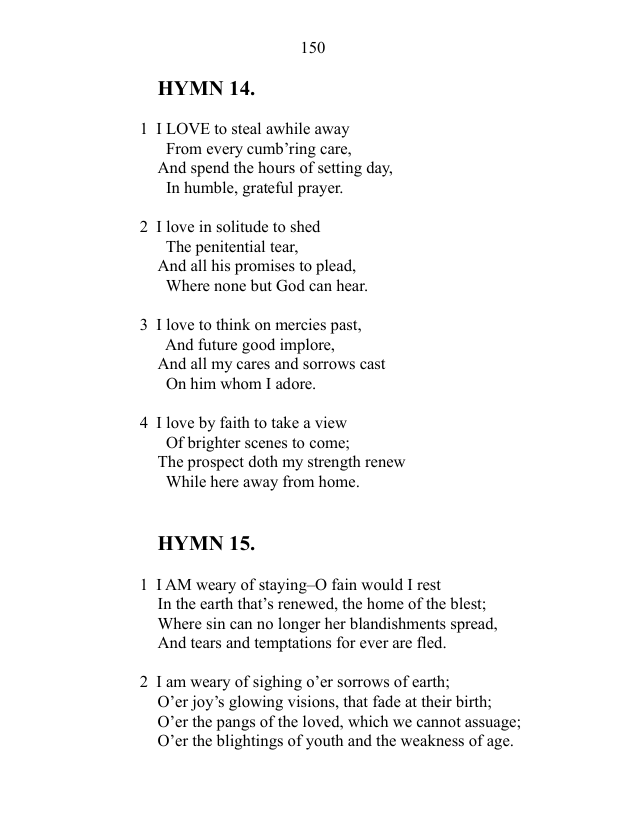 150
HYMN 14.
1 I LOVE to steal awhile away
From every cumb’ring care,
And spend the hours of setting day,
In humble, grateful prayer.
2 I love in solitude to shed
The penitential tear,
And all his promises to plead,
Where none but God can hear.
3 I love to think on mercies past,
And future good implore,
And all my cares and sorrows cast
On him whom I adore.
4 I love by faith to take a view
Of brighter scenes to come;
The prospect doth my strength renew
While here away from home.
HYMN 15.
1 I AM weary of staying–O fain would I rest
In the earth that’s renewed, the home of the blest;
Where sin can no longer her blandishments spread,
And tears and temptations for ever are fled.
2 I am weary of sighing o’er sorrows of earth;
O’er joy’s glowing visions, that fade at their birth;
O’er the pangs of the loved, which we cannot assuage;
O’er the blightings of youth and the weakness of age.